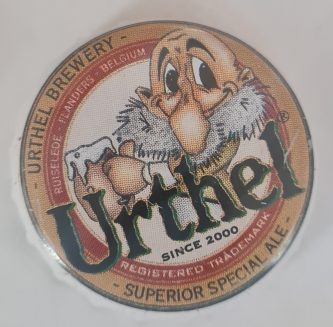 - URTHEL BREWERY -
RUISELEDE - FLANDERS - BELGIUM
Urthel®
SINCE 2000
REGISTERED TRADEMARK
- SUPERIOR SPECIAL ALE -